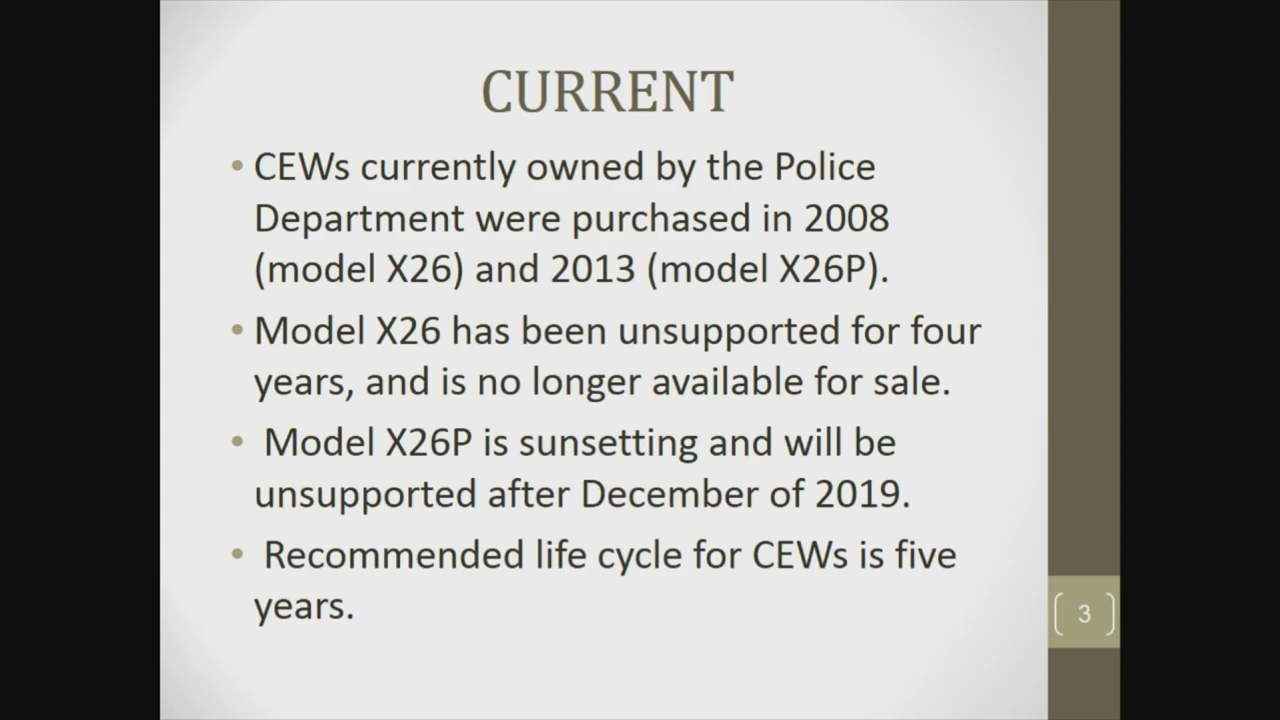 CURRENT
• CEWs currently owned by the Police
Department were purchased in 2008
(model X26) and 2013 (model X26P).
• Model X26 has been unsupported for four
years, and is no longer available for sale.
• Model X26P is sunsetting and will be
unsupported after December of 2019.
• Recommended life cycle for CEWs is five
years.
3